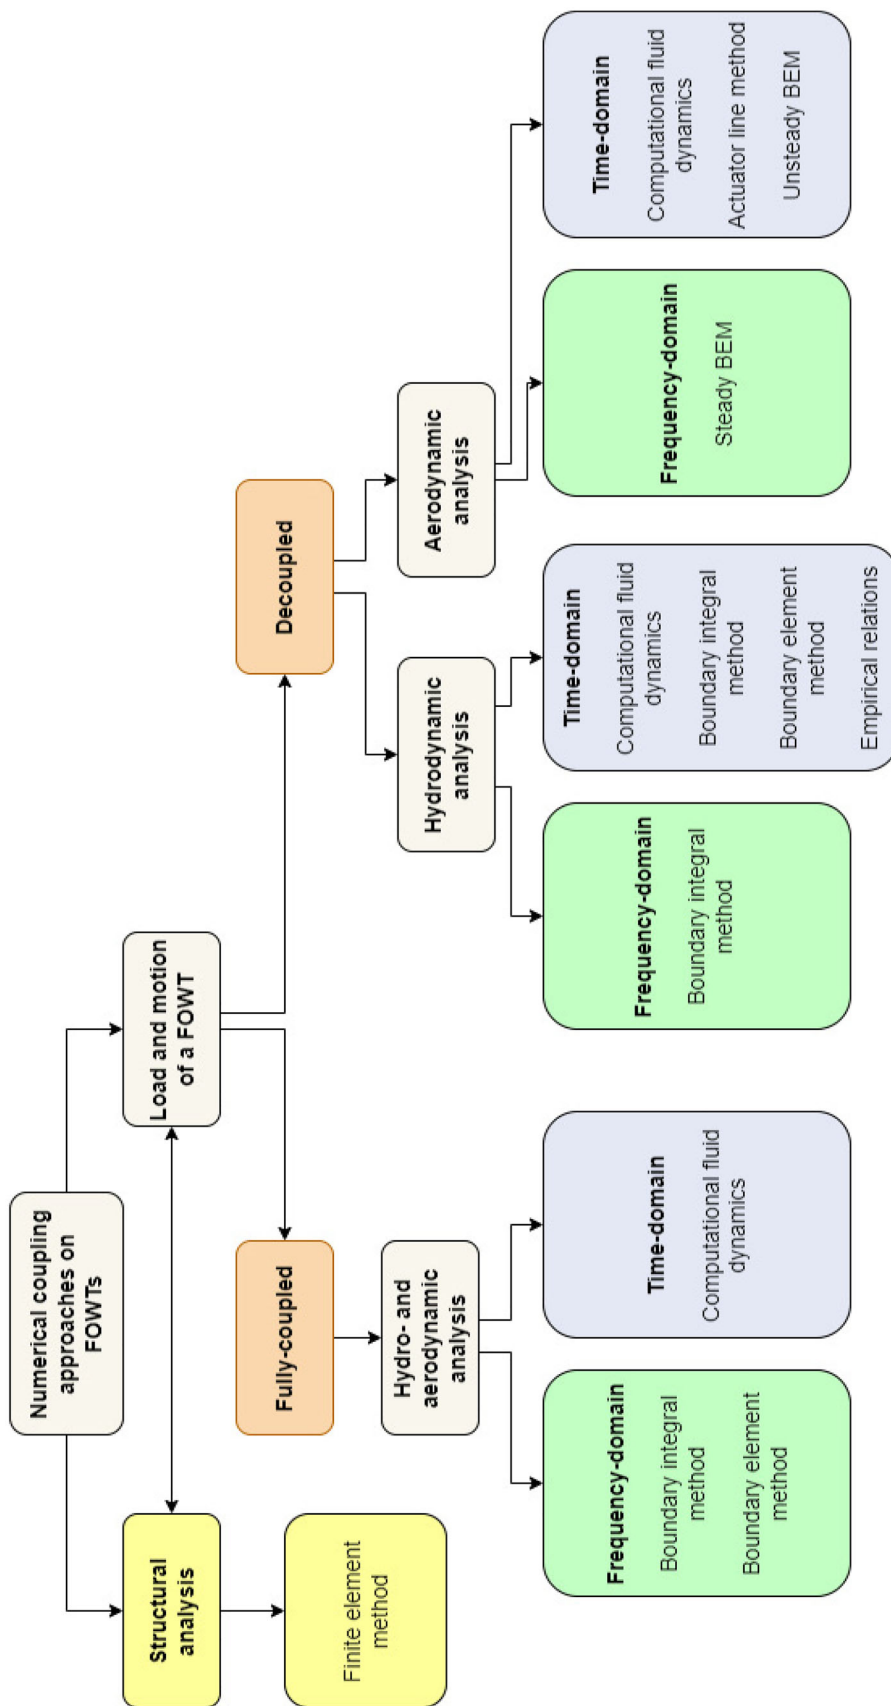 Numerical coupling
approaches on
FOWTs
Structural
analysis
Load and motion
of a FOWT
Finite element
method
Fully-coupled
Decoupled
Hydro- and
aerodynamic
analysis
Hydrodynamic
analysis
Aerodynamic
analysis
Frequency-domain
Boundary integral
method
Boundary element
method
Time-domain
Computational fluid
dynamics
Frequency-domain
Boundary integral
method
Time-domain
Computational fluid
dynamics
Boundary integral
method
Boundary element
method
Empirical relations
Frequency-domain
Steady BEM
Time-domain
Computational fluid
dynamics
Actuator line method
Unsteady BEM